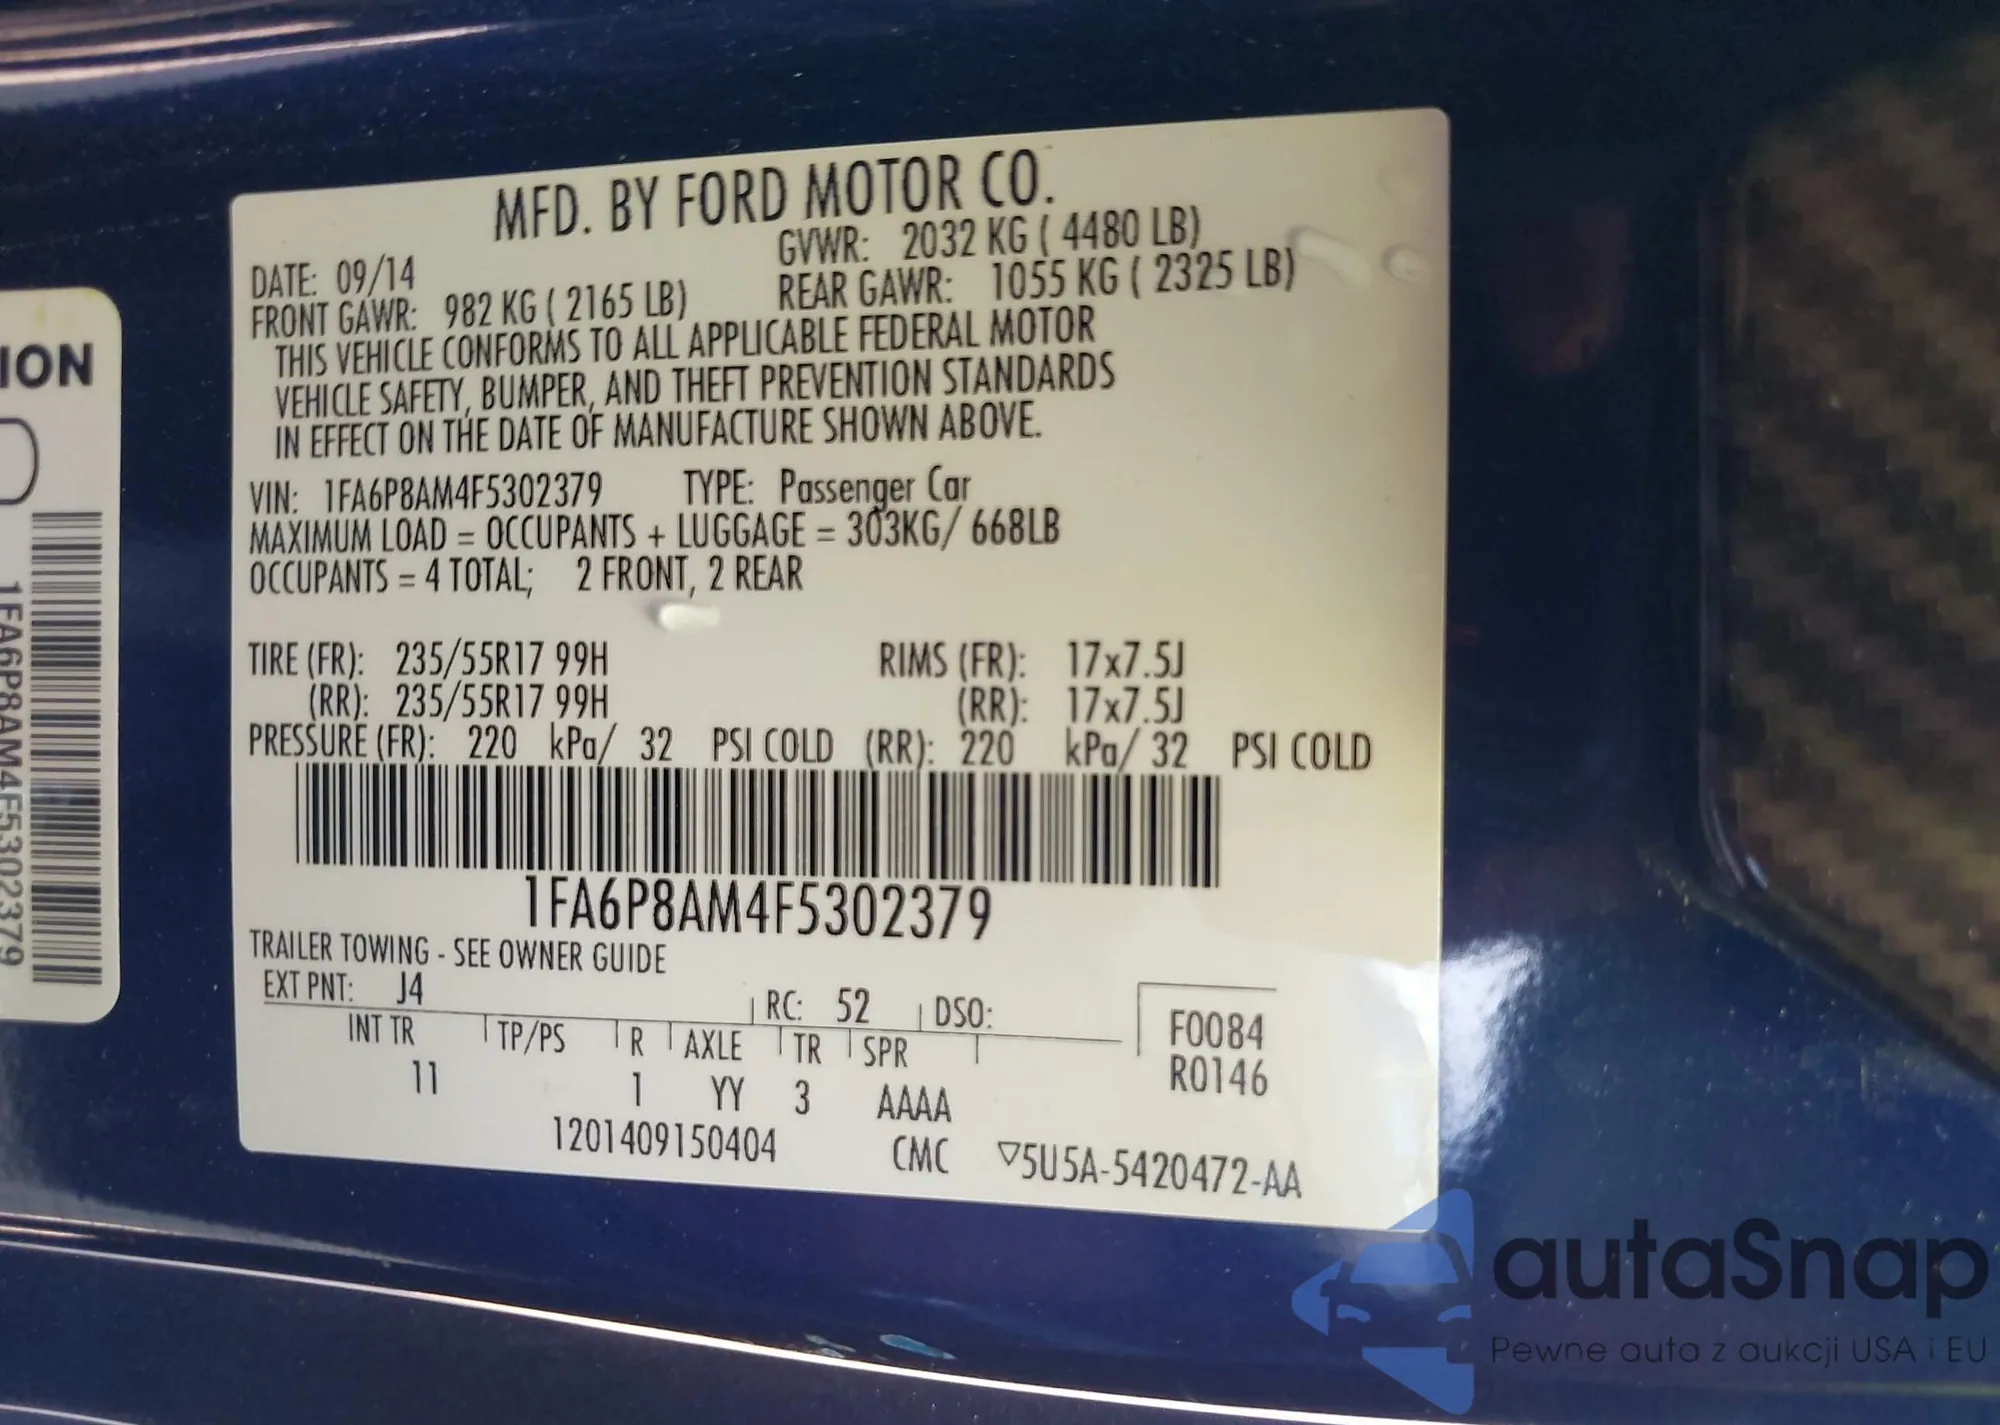 MFD. BY FORD MOTOR CO.
DATE: 09/14 GVWR: 2032 KG ( 4480 LB)
FRONT GAWR: 982 KG ( 2165 LB) REAR GAWR: 1055 KG ( 2325 LB)
THIS VEHICLE CONFORMS TO ALL APPLICABLE FEDERAL MOTOR
VEHICLE SAFETY, BUMPER, AND THEFT PREVENTION STANDARDS
IN EFFECT ON THE DATE OF MANUFACTURE SHOWN ABOVE.
VIN: 1FA6P8AM4F5302379 TYPE: Passenger Car
MAXIMUM LOAD = OCCUPANTS + LUGGAGE = 303KG/ 668LB
OCCUPANTS = 4 TOTAL; 2 FRONT, 2 REAR
TIRE (FR): 235/55R17 99H RIMS (FR): 17x7.5J
(RR): 235/55R17 99H (RR): 17x7.5J
PRESSURE (FR): 220 kPa/ 32 PSI COLD (RR): 220 kPa/ 32 PSI COLD
1FA6P8AM4F5302379
TRAILER TOWING - SEE OWNER GUIDE
EXT PNT: J4 RC: 52 DSO:
INT TR TP/PS R AXLE TR SPR
11 1 YY 3 AAAA
F0084
R0146
1201409150404 CMC ▽5U5A-5420472-AA
ION
1FA6P8AM4F5302379
autaSnap
Pewne auta z aukcji USA i EU